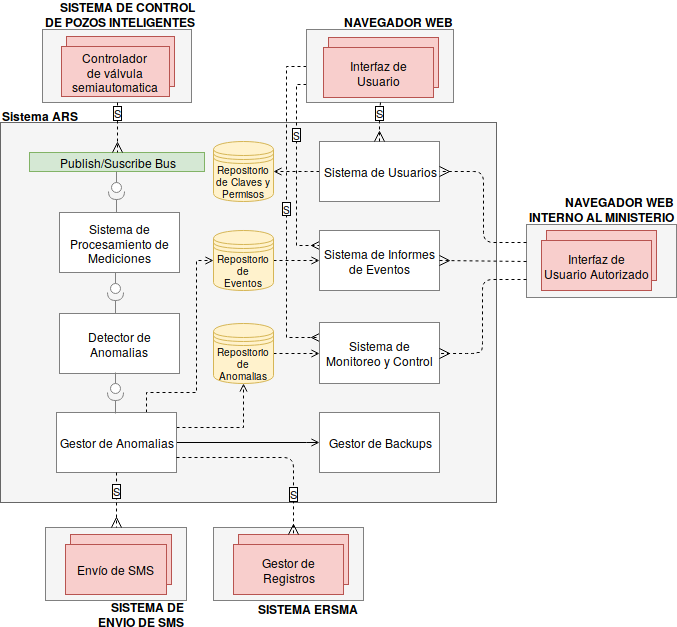 SISTEMA DE CONTROL
DE POZOS INTELIGENTES
NAVEGADOR WEB
Controlador
de válvula
semiautomatica
Interfaz de
Usuario
S
S
Sistema ARS
S
Publish/Suscribe Bus
Repositorio
de Claves y
Permisos
Sistema de Usuarios
NAVEGADOR WEB
INTERNO AL MINISTERIO
S
Sistema de
Procesamiento de
Mediciones
Repositorio
de
Eventos
Sistema de Informes
de Eventos
Interfaz de
Usuario Autorizado
Detector de
Anomalias
Repositorio
de
Anomalias
Sistema de
Monitoreo y Control
Gestor de Anomalias
Gestor de Backups
S
S
Envío de SMS
Gestor de
Registros
SISTEMA DE
ENVIO DE SMS
SISTEMA ERSMA